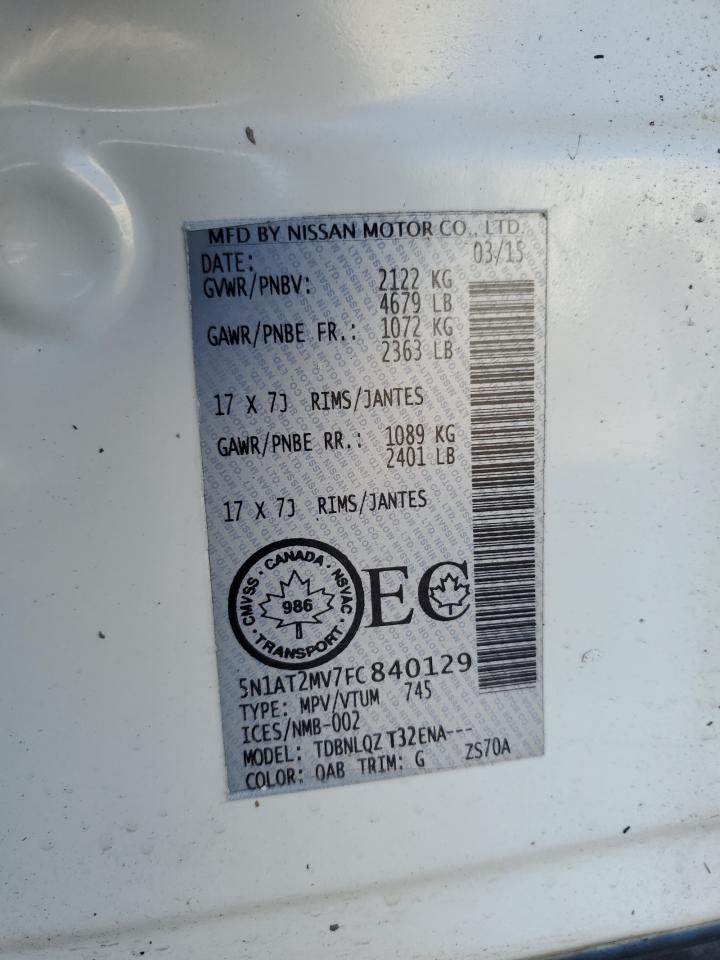 MFD BY NISSAN MOTOR CO., LTD.
DATE: 03/15
GVWR/PNBV: 2122 KG
4679 LB
GAWR/PNBE FR.: 1072 KG
2363 LB
17 X 7J RIMS/JANTES
GAWR/PNBE RR.: 1089 KG
2401 LB
17 X 7J RIMS/JANTES
CMVSS · CANADA · NSVAC · TRANSPORT ·
986
EC
5N1AT2MV7FC840129
TYPE: MPV/VTUM 745
ICES/NMB-002
MODEL: TDBNLQZ T32ENA---
COLOR: QAB TRIM: G ZS70A